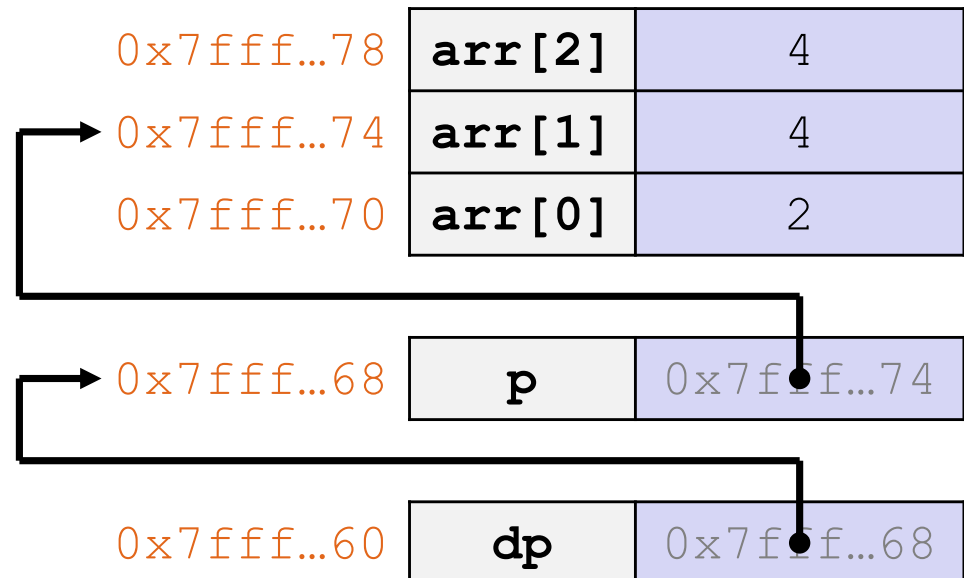 0x7fff…78 arr[2] 4
0x7fff…74 arr[1] 4
0x7fff…70 arr[0] 2
0x7fff…68 p 0x7fff…74
0x7fff…60 dp 0x7fff…68